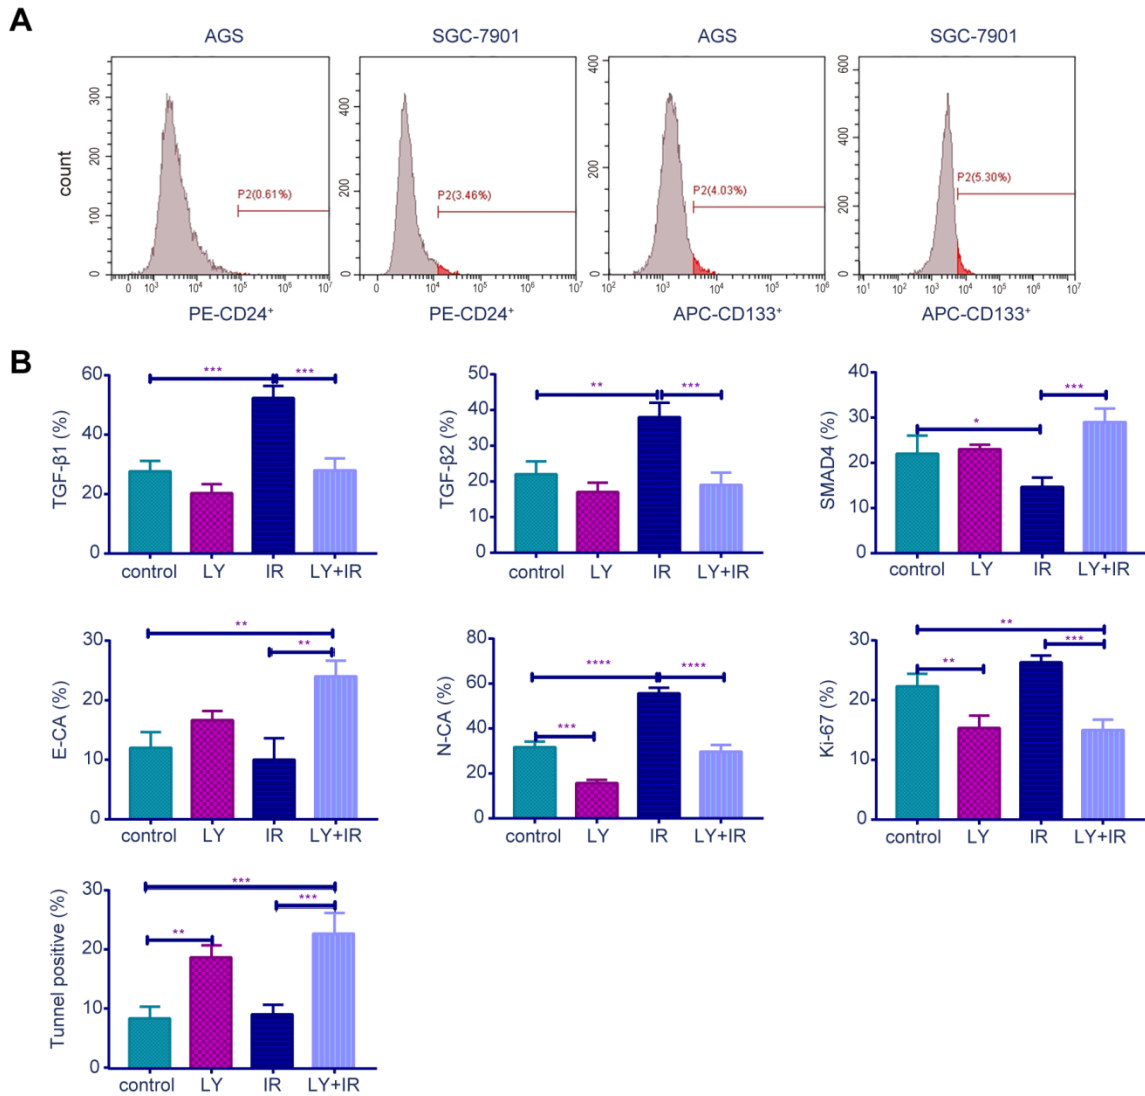 A
AGS
SGC-7901
AGS
SGC-7901
count
300
200
100
0
P2(0.61%)
0 10³ 10⁴ 10⁵ 10⁶ 10⁷
PE-CD24⁺
400
200
0
P2(3.46%)
0 10⁴ 10⁵ 10⁶ 10⁷
PE-CD24⁺
400
200
0
P2(4.03%)
10² 10³ 10⁴ 10⁵ 10⁶
APC-CD133⁺
600
400
200
0
P2(5.30%)
10¹ 10² 10³ 10⁴ 10⁵ 10⁶ 10⁷
APC-CD133⁺
B
TGF-β1 (%)
60
40
20
0
*** ***
control LY IR LY+IR
TGF-β2 (%)
50
40
30
20
10
0
** ***
control LY IR LY+IR
SMAD4 (%)
40
30
20
10
0
***
*
control LY IR LY+IR
E-CA (%)
30
20
10
0
**
**
control LY IR LY+IR
N-CA (%)
80
60
40
20
0
**** ****
***
control LY IR LY+IR
Ki-67 (%)
30
20
10
0
**
***
**
control LY IR LY+IR
Tunnel positive (%)
30
20
10
0
***
***
**
control LY IR LY+IR